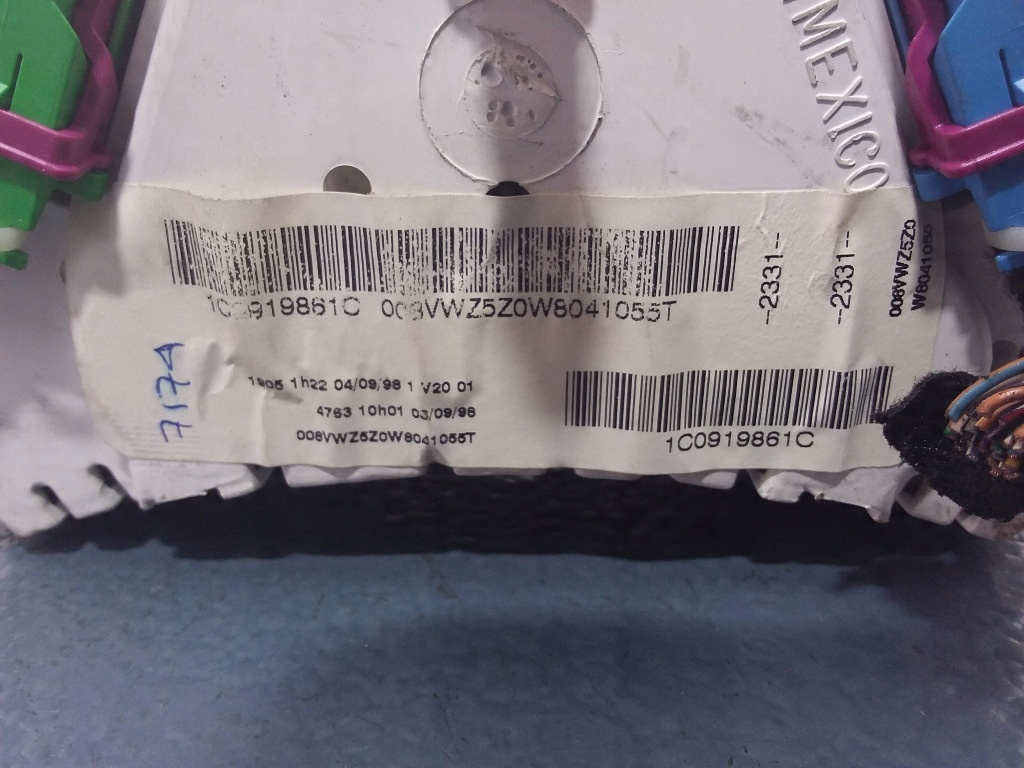 MEXICO
1C0919861C 008VWZ5Z0W8041055T
--2331--
--2331--
008VWZ5Z0
W8041055
7174
1h22 04/09/98 1 V20 01
4763 10h01 03/09/98
008VWZ5Z0W8041055T
1C0919861C